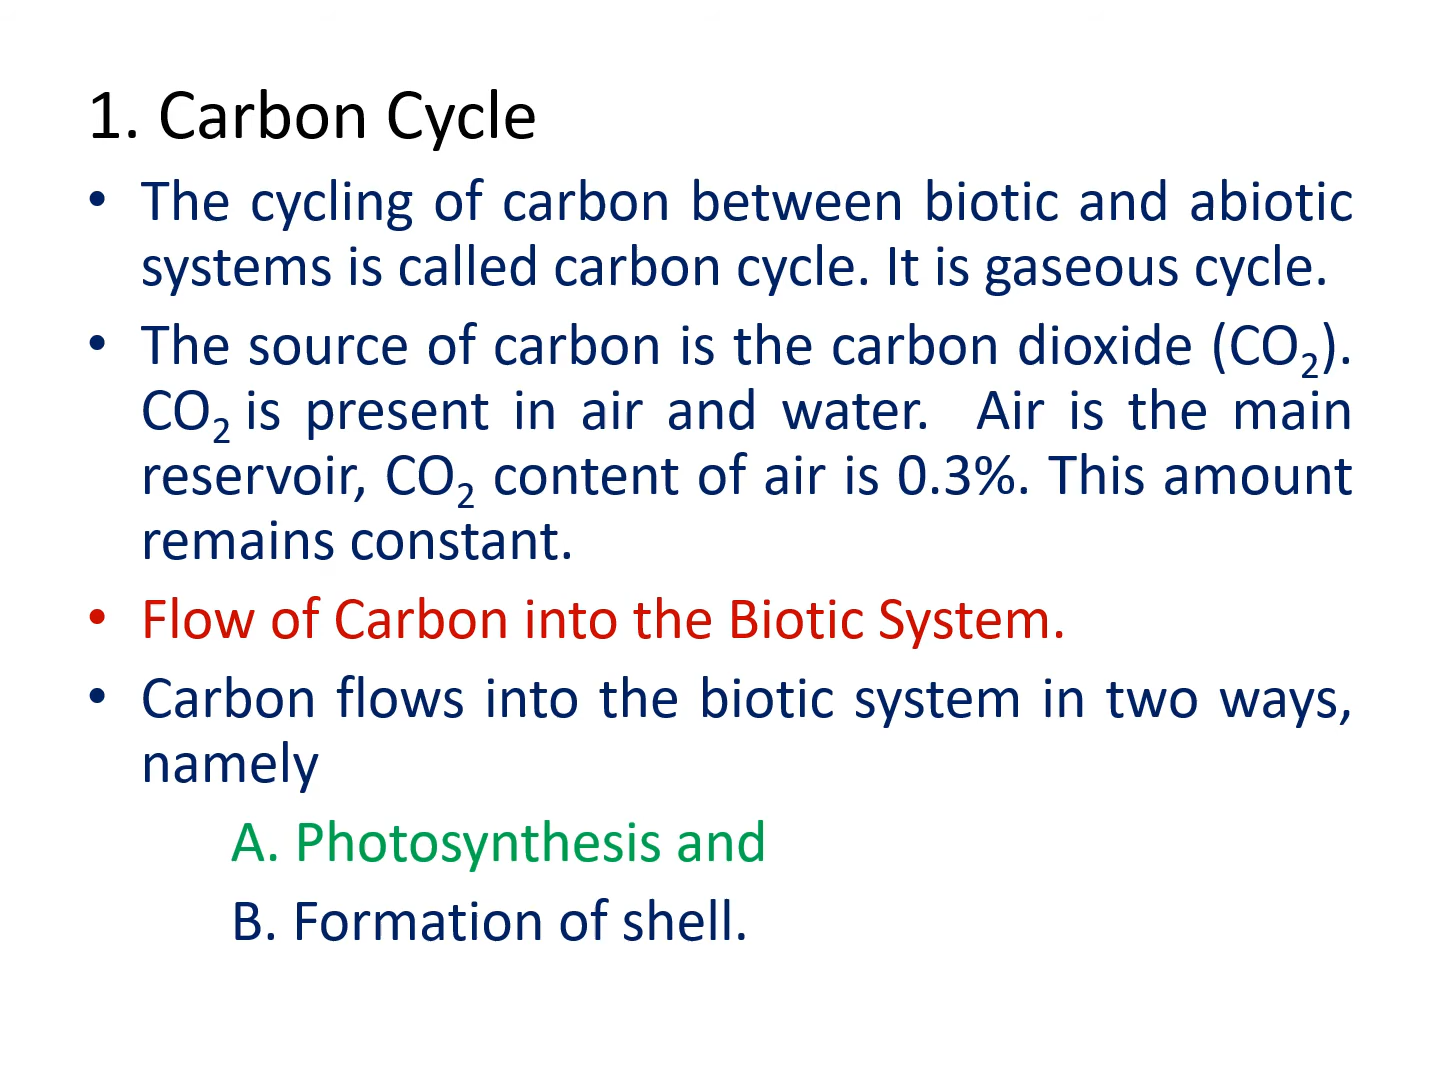 1. Carbon Cycle
• The cycling of carbon between biotic and abiotic
systems is called carbon cycle. It is gaseous cycle.
• The source of carbon is the carbon dioxide (CO₂).
CO₂ is present in air and water. Air is the main
reservoir, CO₂ content of air is 0.3%. This amount
remains constant.
• Flow of Carbon into the Biotic System.
• Carbon flows into the biotic system in two ways,
namely
A. Photosynthesis and
B. Formation of shell.